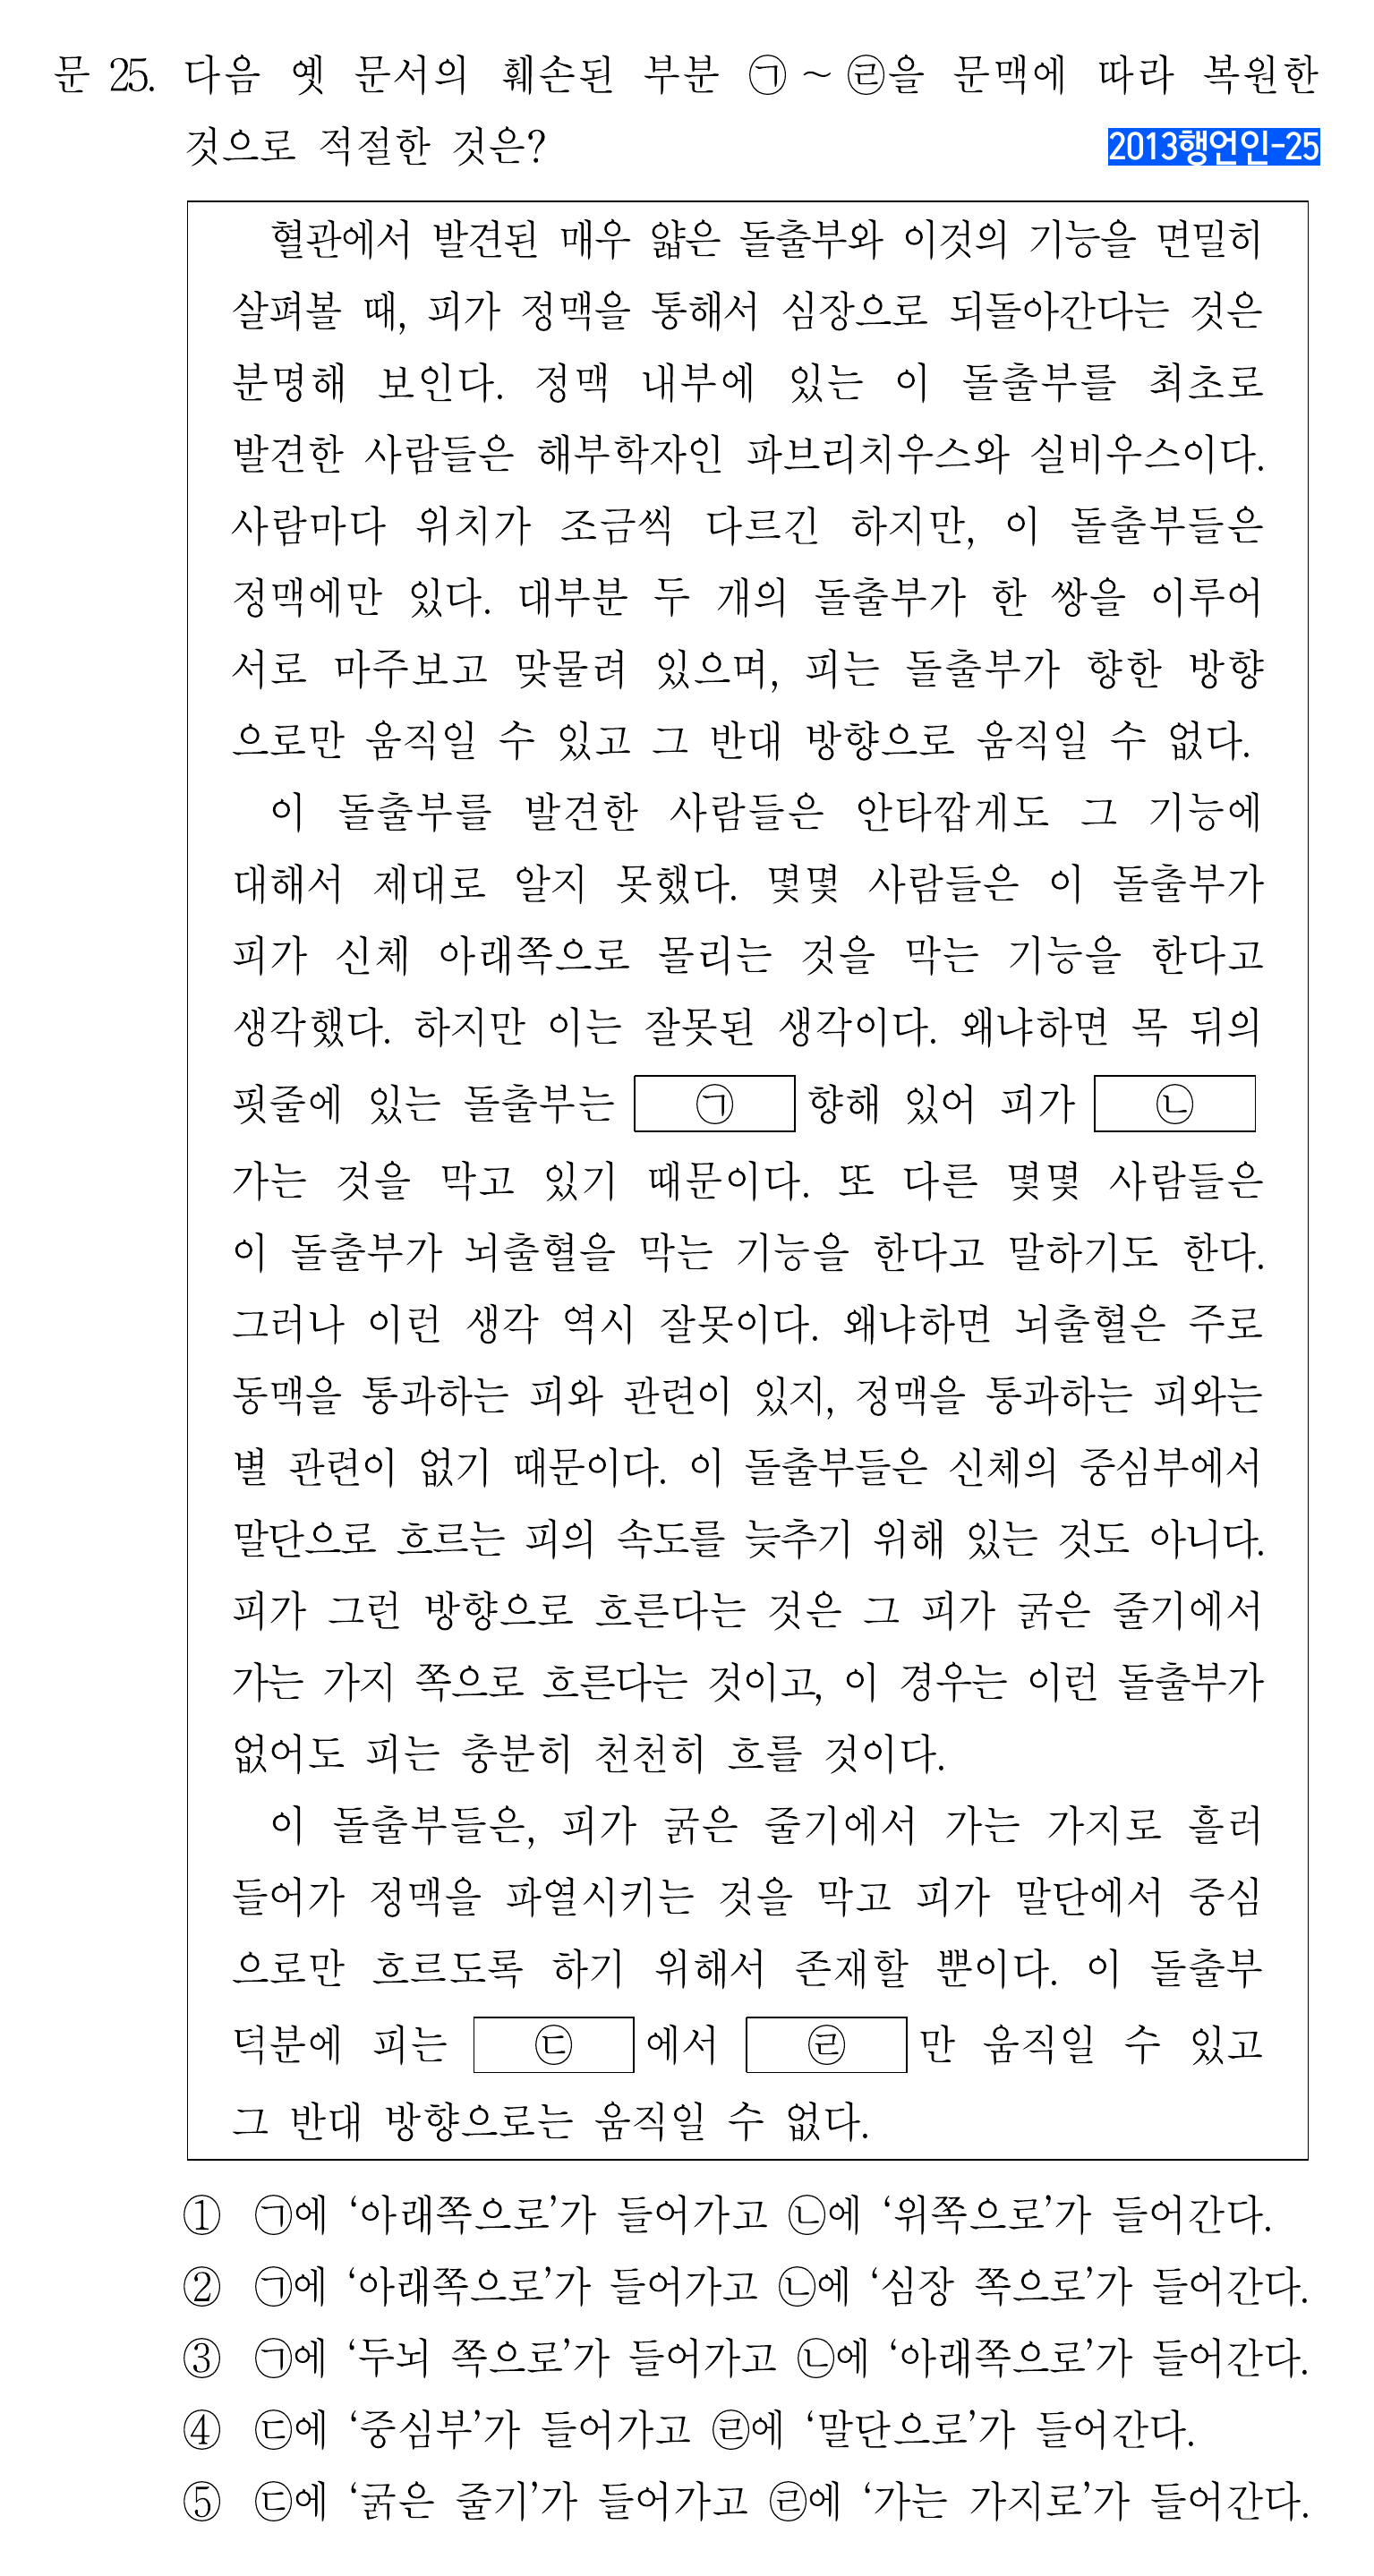 문 25. 다음 옛 문서의 훼손된 부분 ㉠ ~ ㉣을 문맥에 따라 복원한
것으로 적절한 것은?
2013행언인-25
혈관에서 발견된 매우 얇은 돌출부와 이것의 기능을 면밀히
살펴볼 때, 피가 정맥을 통해서 심장으로 되돌아간다는 것은
분명해 보인다. 정맥 내부에 있는 이 돌출부를 최초로
발견한 사람들은 해부학자인 파브리치우스와 실비우스이다.
사람마다 위치가 조금씩 다르긴 하지만, 이 돌출부들은
정맥에만 있다. 대부분 두 개의 돌출부가 한 쌍을 이루어
서로 마주보고 맞물려 있으며, 피는 돌출부가 향한 방향
으로만 움직일 수 있고 그 반대 방향으로 움직일 수 없다.
이 돌출부를 발견한 사람들은 안타깝게도 그 기능에
대해서 제대로 알지 못했다. 몇몇 사람들은 이 돌출부가
피가 신체 아래쪽으로 몰리는 것을 막는 기능을 한다고
생각했다. 하지만 이는 잘못된 생각이다. 왜냐하면 목 뒤의
핏줄에 있는 돌출부는 ㉠ 향해 있어 피가 ㉡
가는 것을 막고 있기 때문이다. 또 다른 몇몇 사람들은
이 돌출부가 뇌출혈을 막는 기능을 한다고 말하기도 한다.
그러나 이런 생각 역시 잘못이다. 왜냐하면 뇌출혈은 주로
동맥을 통과하는 피와 관련이 있지, 정맥을 통과하는 피와는
별 관련이 없기 때문이다. 이 돌출부들은 신체의 중심부에서
말단으로 흐르는 피의 속도를 늦추기 위해 있는 것도 아니다.
피가 그런 방향으로 흐른다는 것은 그 피가 굵은 줄기에서
가는 가지 쪽으로 흐른다는 것이고, 이 경우는 이런 돌출부가
없어도 피는 충분히 천천히 흐를 것이다.
이 돌출부들은, 피가 굵은 줄기에서 가는 가지로 흘러
들어가 정맥을 파열시키는 것을 막고 피가 말단에서 중심
으로만 흐르도록 하기 위해서 존재할 뿐이다. 이 돌출부
덕분에 피는 ㉢ 에서 ㉣ 만 움직일 수 있고
그 반대 방향으로는 움직일 수 없다.
① ㉠에 ‘아래쪽으로’가 들어가고 ㉡에 ‘위쪽으로’가 들어간다.
② ㉠에 ‘아래쪽으로’가 들어가고 ㉡에 ‘심장 쪽으로’가 들어간다.
③ ㉠에 ‘두뇌 쪽으로’가 들어가고 ㉡에 ‘아래쪽으로’가 들어간다.
④ ㉢에 ‘중심부’가 들어가고 ㉣에 ‘말단으로’가 들어간다.
⑤ ㉢에 ‘굵은 줄기’가 들어가고 ㉣에 ‘가는 가지로’가 들어간다.